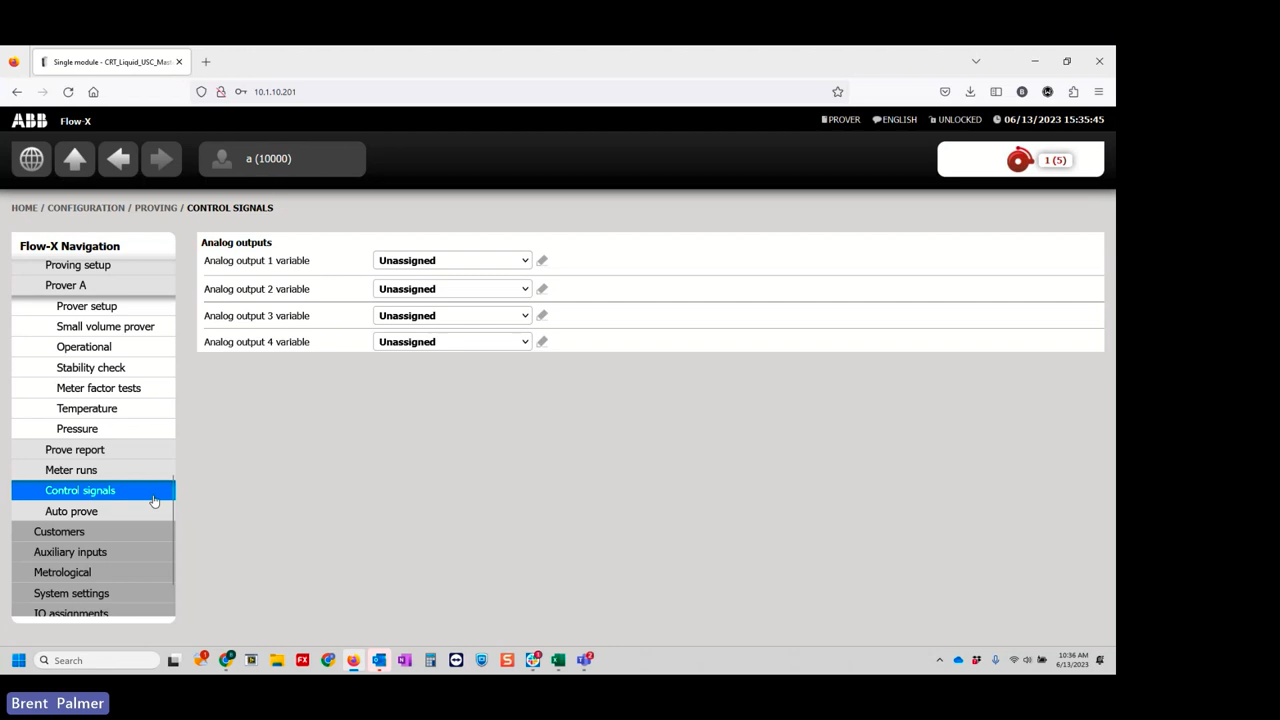 Single module - CRT_Liquid_USC_Mast
10.1.10.201
ABB Flow-X PROVER ENGLISH UNLOCKED 06/13/2023 15:35:45
a (10000) 1 (5)
HOME / CONFIGURATION / PROVING / CONTROL SIGNALS
Flow-X Navigation
Proving setup
Prover A
Prover setup
Small volume prover
Operational
Stability check
Meter factor tests
Temperature
Pressure
Prove report
Meter runs
Control signals
Auto prove
Customers
Auxiliary inputs
Metrological
System settings
IO assignments
Analog outputs
Analog output 1 variable Unassigned
Analog output 2 variable Unassigned
Analog output 3 variable Unassigned
Analog output 4 variable Unassigned
Search 10:36 AM
6/13/2023
Brent Palmer